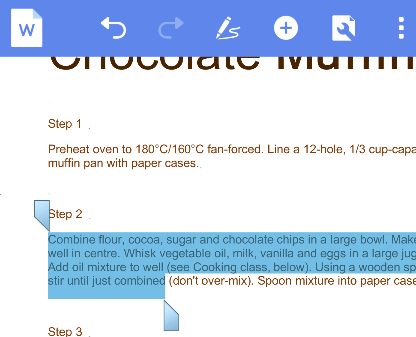 W
Chocolate Muffin
Step 1
Preheat oven to 180°C/160°C fan-forced. Line a 12-hole, 1/3 cup-capa
muffin pan with paper cases.
Step 2
Combine flour, cocoa, sugar and chocolate chips in a large bowl. Make
well in centre. Whisk vegetable oil, milk, vanilla and eggs in a large jug
Add oil mixture to well (see Cooking class, below). Using a wooden sp
stir until just combined (don't over-mix). Spoon mixture into paper case
Step 3